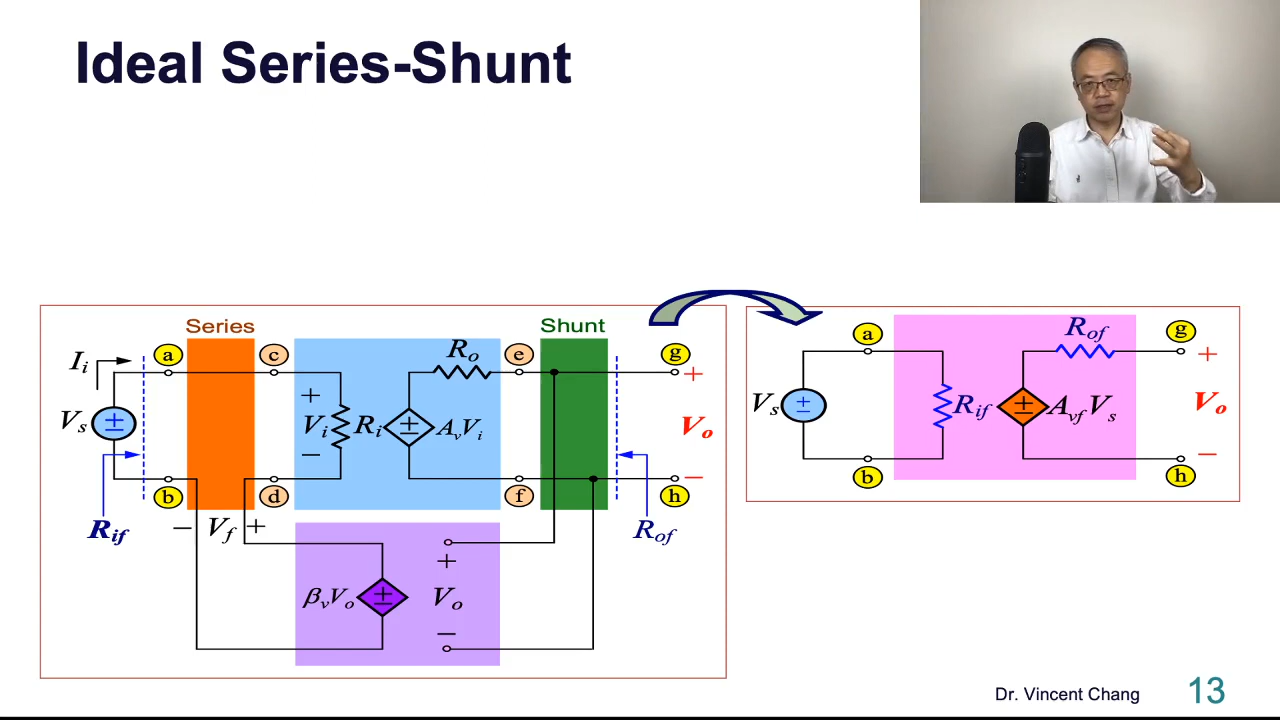 Ideal Series-Shunt
Series
Shunt
I_i
a
c
R_o
e
g
+
V_s
±
+
V_i
−
R_i
±
A_vV_i
V_o
b
d
f
h
−
R_if
− V_f +
R_of
β_vV_o
±
+
V_o
−
a
R_of
g
+
V_s
±
R_if
±
A_vf V_s
V_o
b
h
−
Dr. Vincent Chang
13